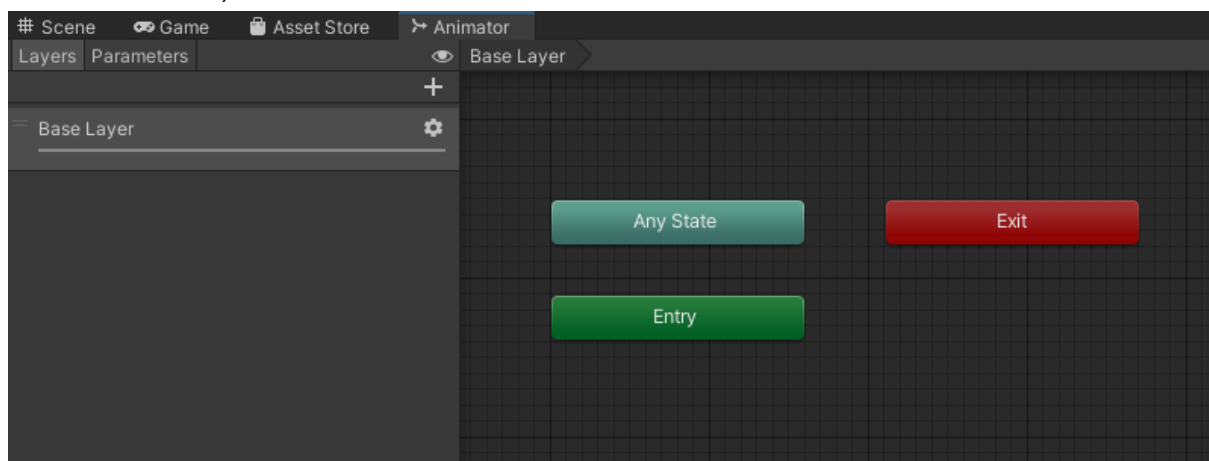 Scene Game Asset Store Animator
Layers Parameters Base Layer
Base Layer
Any State Exit
Entry